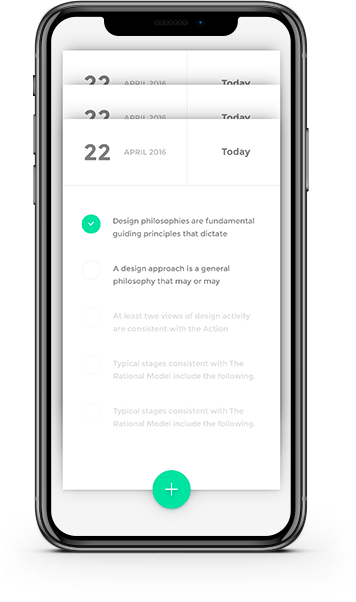 22 APRIL 2016 Today
22 APRIL 2016 Today
22 APRIL 2016 Today
Design philosophies are fundamental
guiding principles that dictate
A design approach is a general
philosophy that may or may
At least two views of design activity
are consistent with the Action
Typical stages consistent with The
Rational Model include the following.
Typical stages consistent with The
Rational Model include the following.